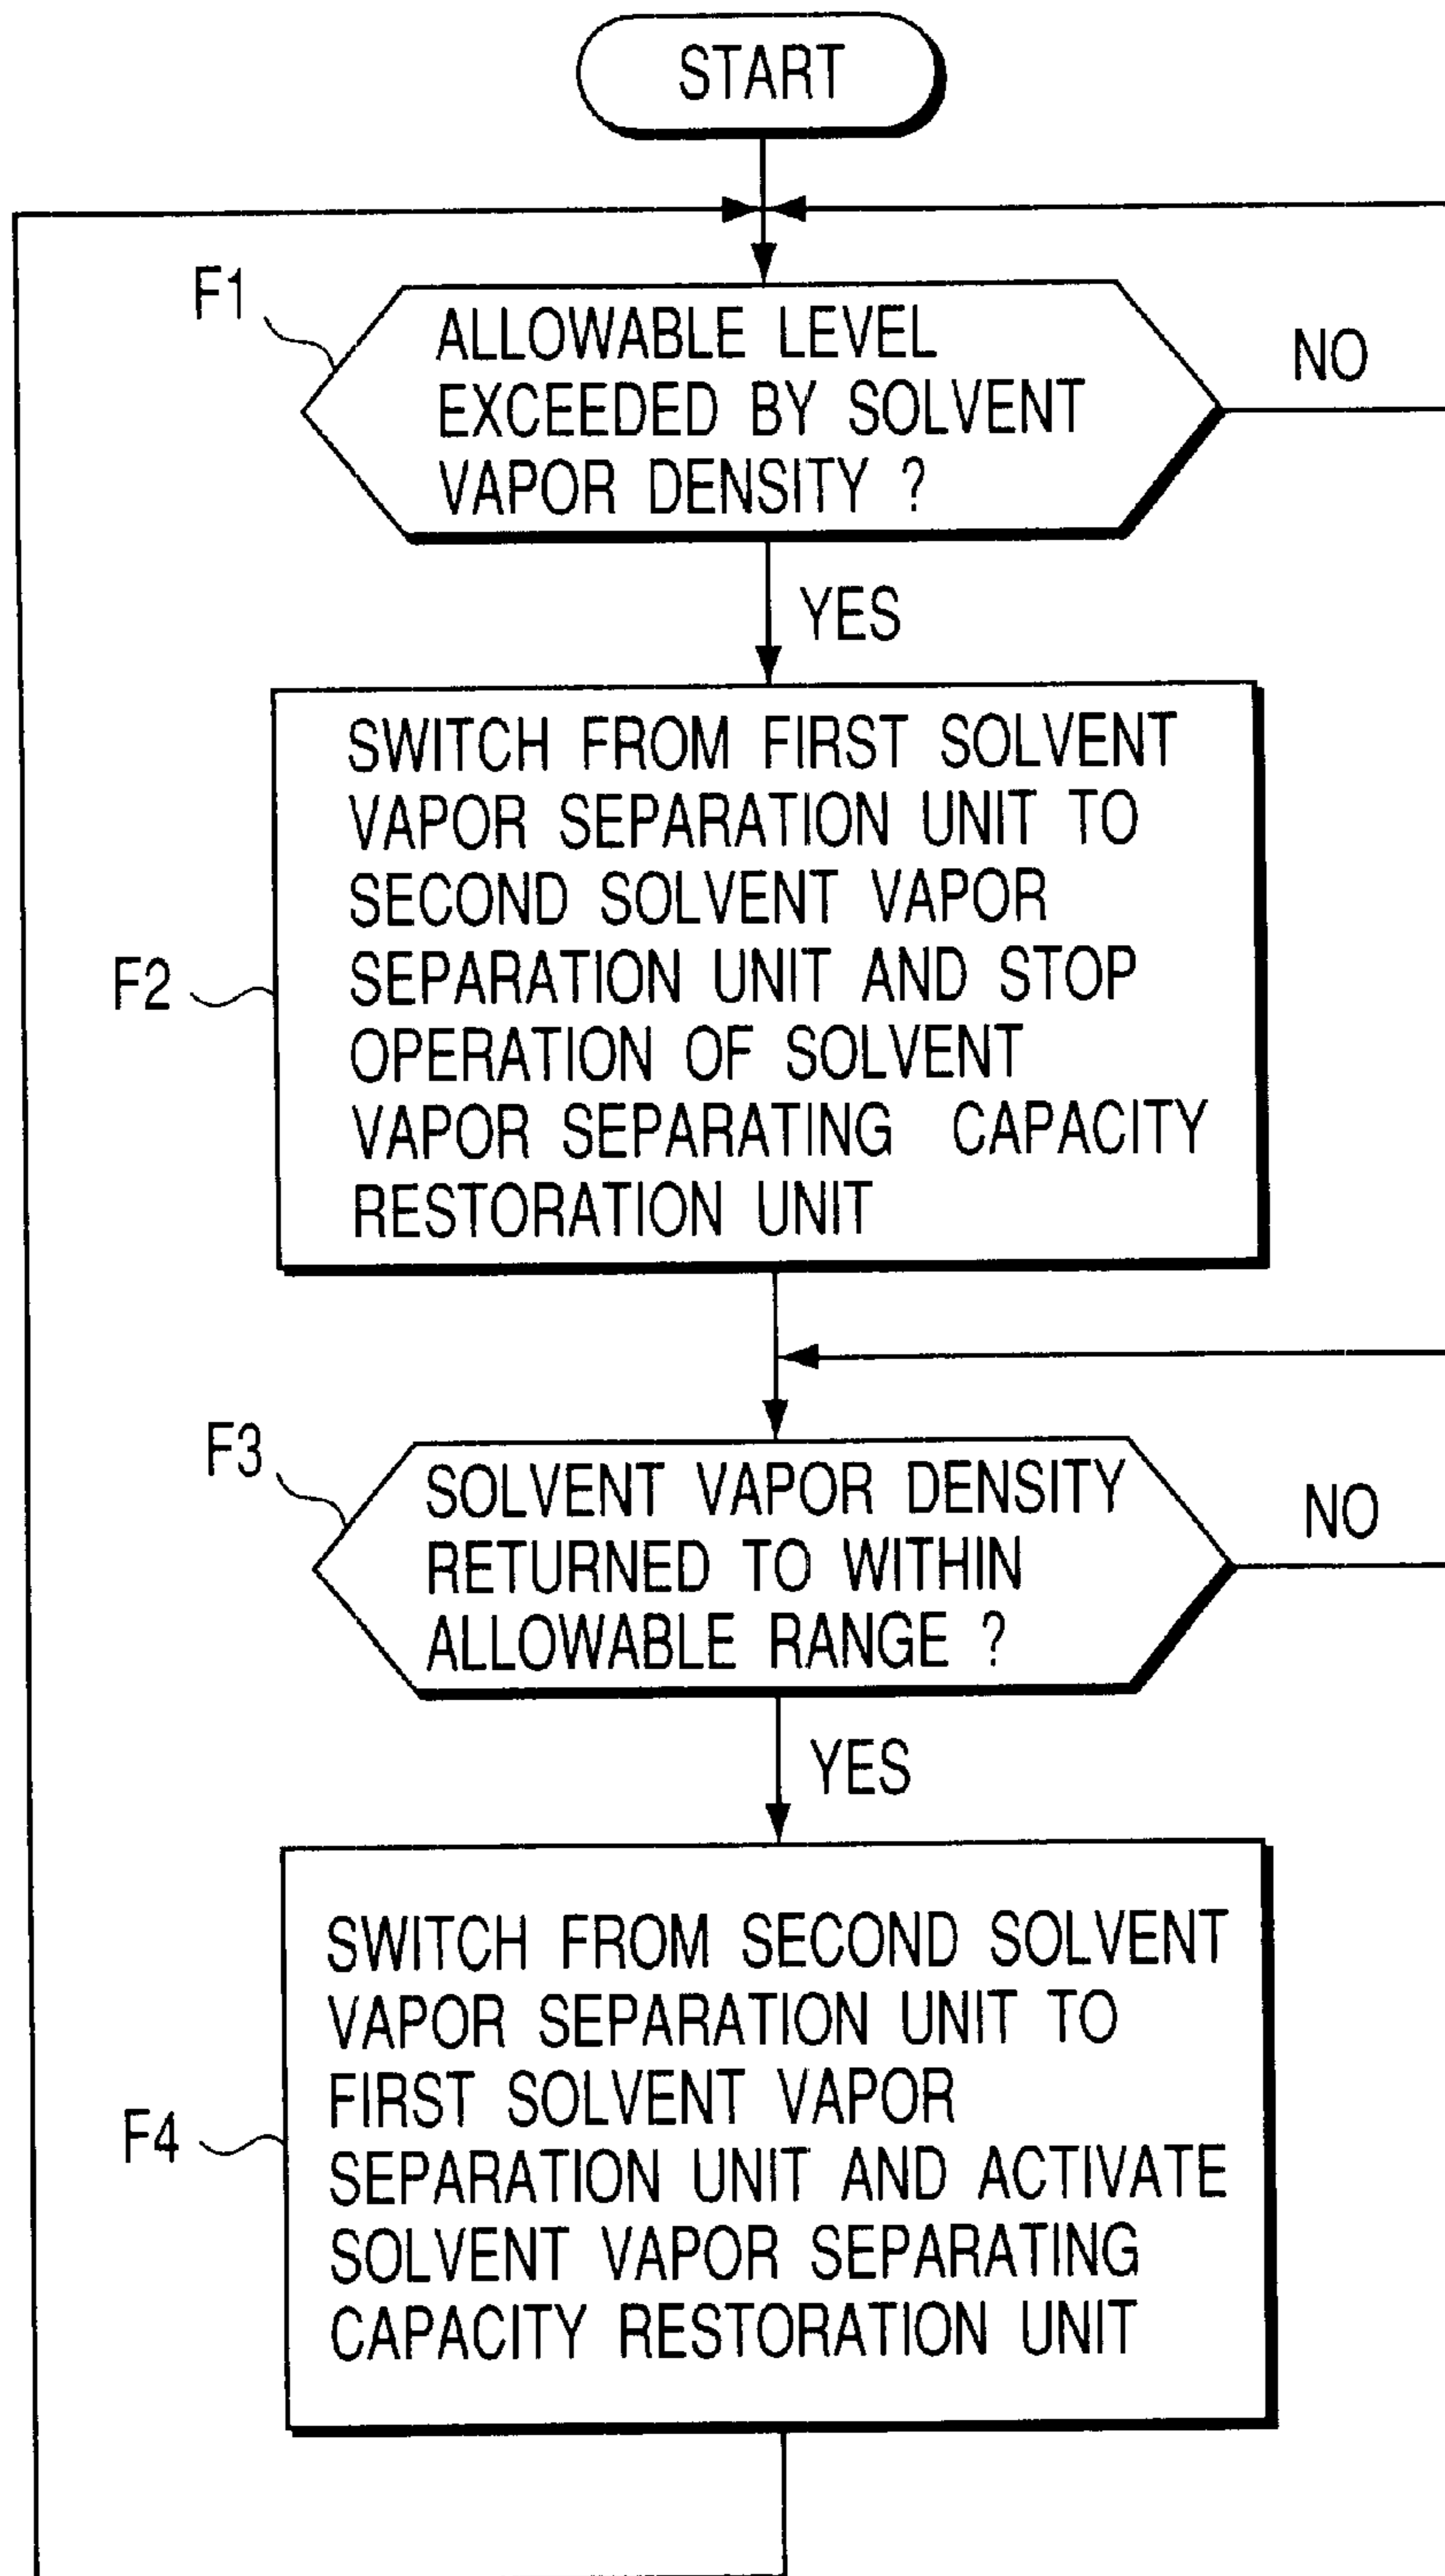 START
F1
ALLOWABLE LEVEL
EXCEEDED BY SOLVENT
VAPOR DENSITY ?
NO
YES
F2
SWITCH FROM FIRST SOLVENT
VAPOR SEPARATION UNIT TO
SECOND SOLVENT VAPOR
SEPARATION UNIT AND STOP
OPERATION OF SOLVENT
VAPOR SEPARATING CAPACITY
RESTORATION UNIT
F3
SOLVENT VAPOR DENSITY
RETURNED TO WITHIN
ALLOWABLE RANGE ?
NO
YES
F4
SWITCH FROM SECOND SOLVENT
VAPOR SEPARATION UNIT TO
FIRST SOLVENT VAPOR
SEPARATION UNIT AND ACTIVATE
SOLVENT VAPOR SEPARATING
CAPACITY RESTORATION UNIT